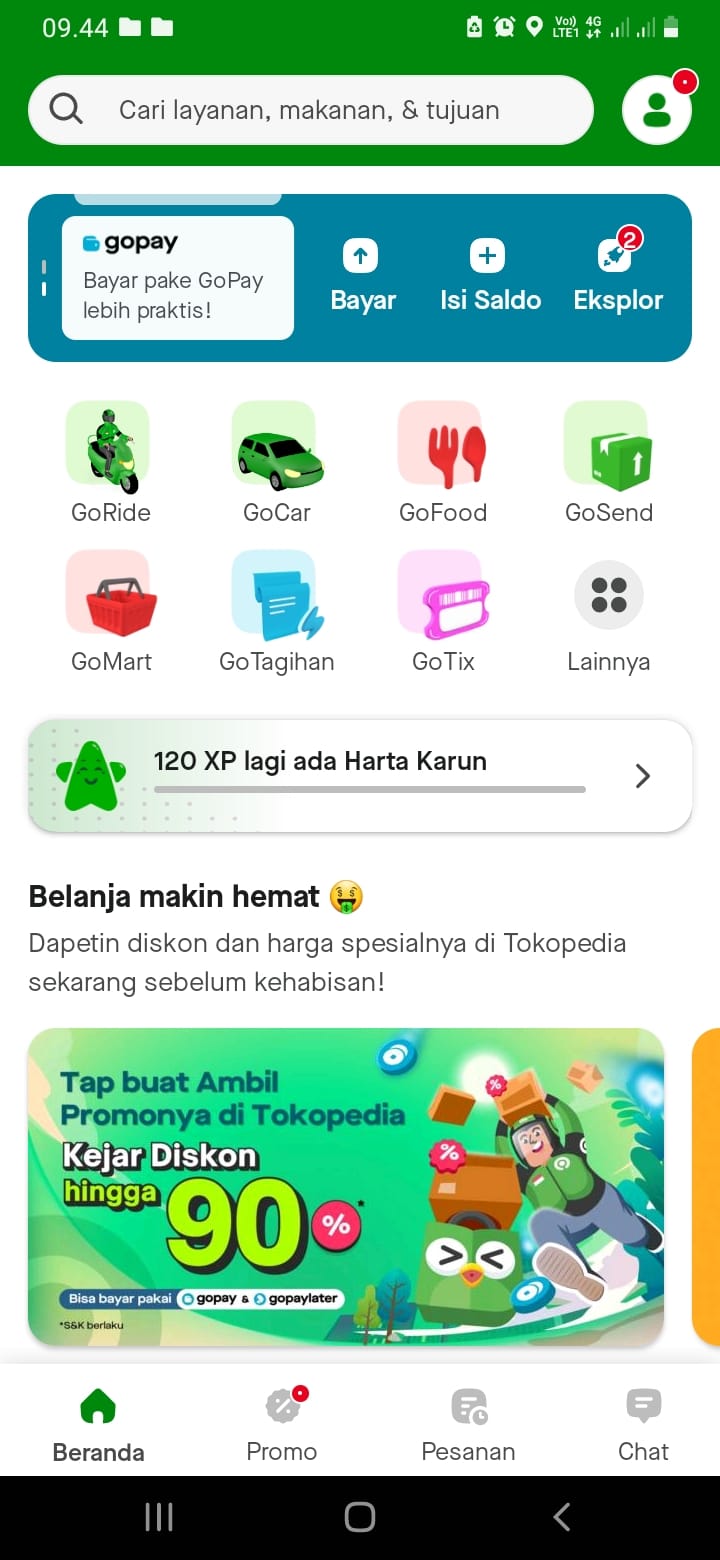 09.44
Vo)) 4G
LTE1
Cari layanan, makanan, & tujuan
gopay
Bayar pake GoPay
lebih praktis!
2
Bayar
Isi Saldo
Eksplor
GoRide
GoCar
GoFood
GoSend
GoMart
GoTagihan
GoTix
Lainnya
120 XP lagi ada Harta Karun
Belanja makin hemat 🤑
Dapetin diskon dan harga spesialnya di Tokopedia
sekarang sebelum kehabisan!
Tap buat Ambil
Promonya di Tokopedia
Kejar Diskon
hingga
90%*
%
%
Bisa bayar pakai gopay & gopaylater
*S&K berlaku
Beranda
Promo
Pesanan
Chat